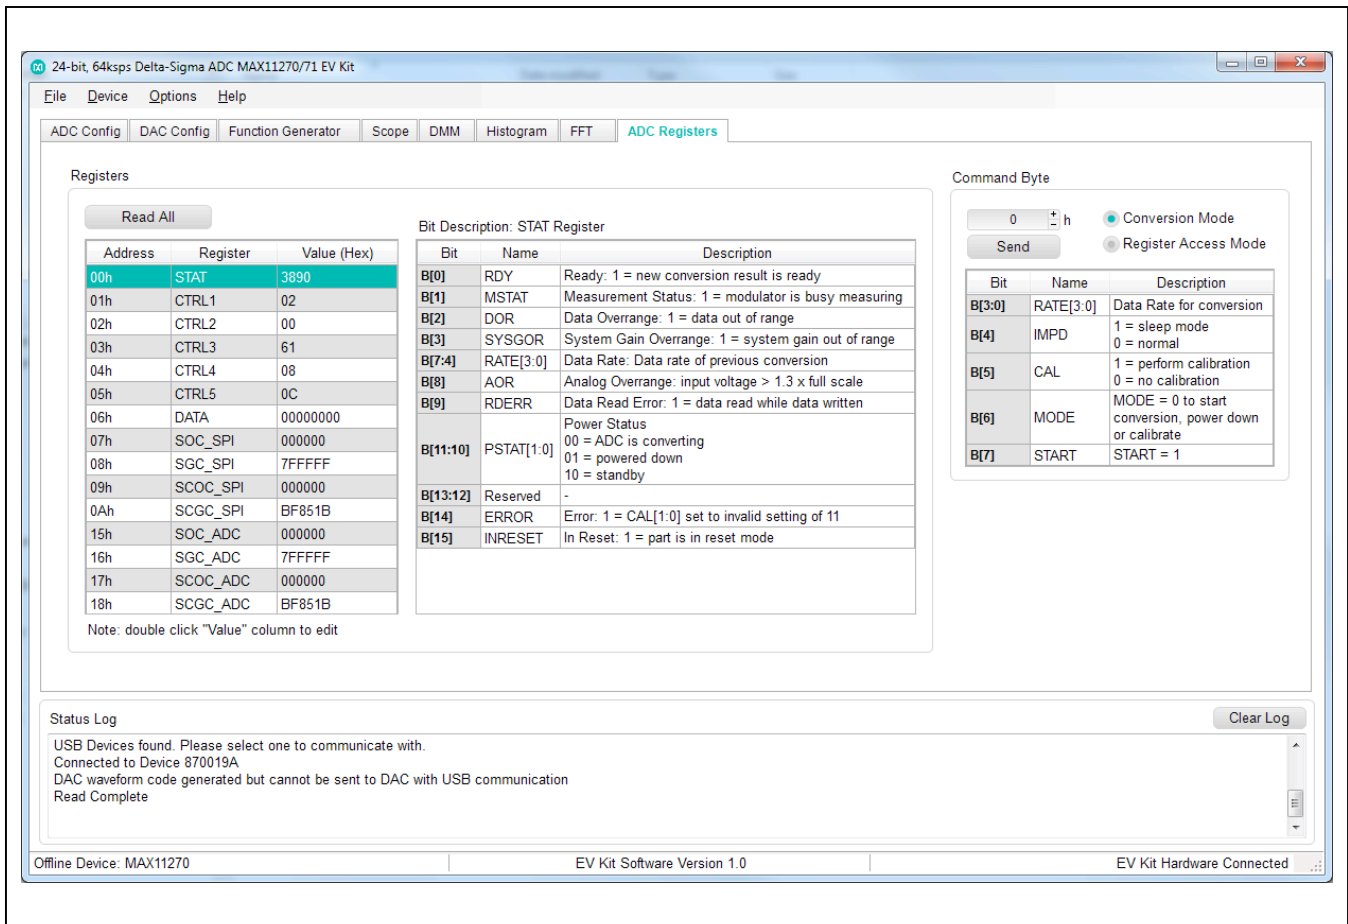 24-bit, 64ksps Delta-Sigma ADC MAX11270/71 EV Kit
File Device Options Help
ADC Config DAC Config Function Generator Scope DMM Histogram FFT ADC Registers
Registers
Read All
Address Register Value (Hex)
00h STAT 3890
01h CTRL1 02
02h CTRL2 00
03h CTRL3 61
04h CTRL4 08
05h CTRL5 0C
06h DATA 00000000
07h SOC_SPI 000000
08h SGC_SPI 7FFFFF
09h SCOC_SPI 000000
0Ah SCGC_SPI BF851B
15h SOC_ADC 000000
16h SGC_ADC 7FFFFF
17h SCOC_ADC 000000
18h SCGC_ADC BF851B
Note: double click "Value" column to edit
Bit Description: STAT Register
Bit Name Description
B[0] RDY Ready: 1 = new conversion result is ready
B[1] MSTAT Measurement Status: 1 = modulator is busy measuring
B[2] DOR Data Overrange: 1 = data out of range
B[3] SYSGOR System Gain Overrange: 1 = system gain out of range
B[7:4] RATE[3:0] Data Rate: Data rate of previous conversion
B[8] AOR Analog Overrange: input voltage > 1.3 x full scale
B[9] RDERR Data Read Error: 1 = data read while data written
B[11:10] PSTAT[1:0] Power Status
00 = ADC is converting
01 = powered down
10 = standby
B[13:12] Reserved -
B[14] ERROR Error: 1 = CAL[1:0] set to invalid setting of 11
B[15] INRESET In Reset: 1 = part is in reset mode
Command Byte
0 h Conversion Mode
Send Register Access Mode
Bit Name Description
B[3:0] RATE[3:0] Data Rate for conversion
B[4] IMPD 1 = sleep mode
0 = normal
B[5] CAL 1 = perform calibration
0 = no calibration
B[6] MODE MODE = 0 to start
conversion, power down
or calibrate
B[7] START START = 1
Status Log
Clear Log
USB Devices found. Please select one to communicate with.
Connected to Device 870019A
DAC waveform code generated but cannot be sent to DAC with USB communication
Read Complete
Offline Device: MAX11270 EV Kit Software Version 1.0 EV Kit Hardware Connected